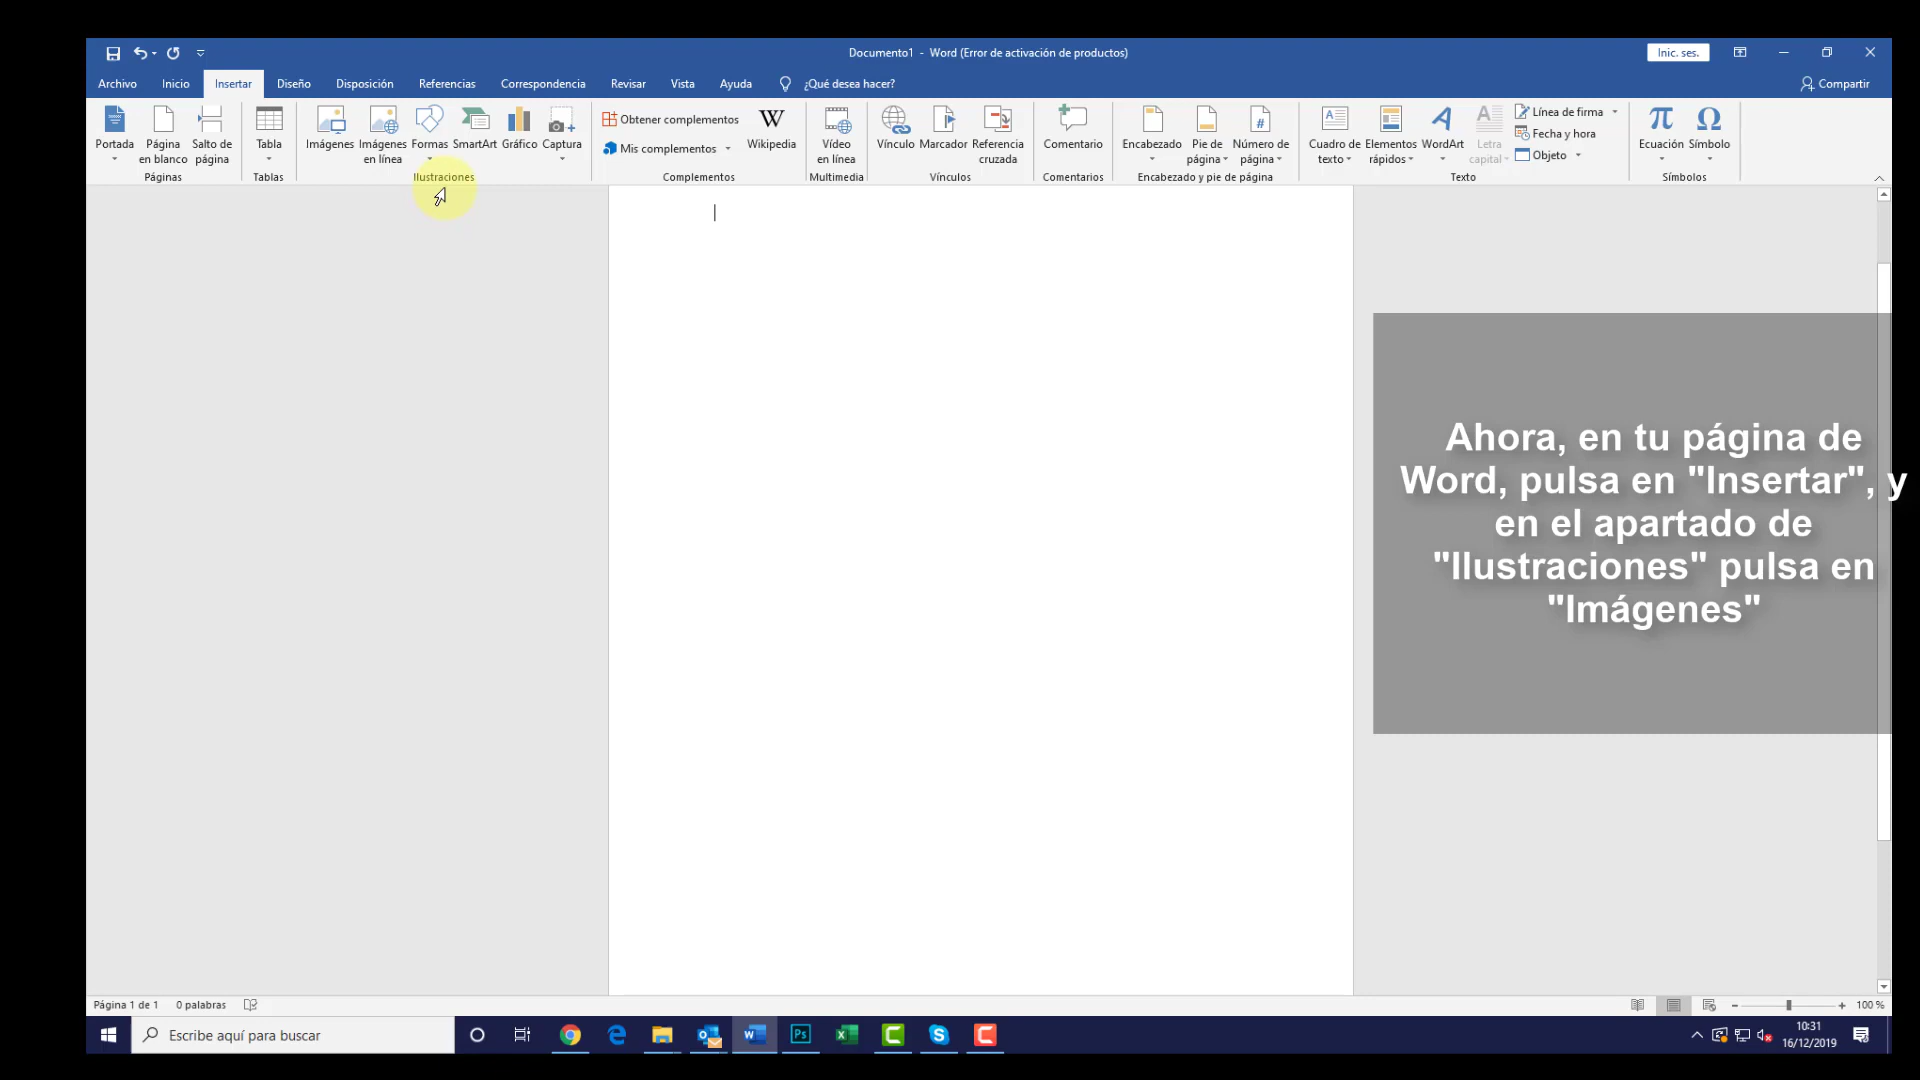 Documento1 - Word (Error de activación de productos)
Inic. ses.
Archivo Inicio Insertar Diseño Disposición Referencias Correspondencia Revisar Vista Ayuda ¿Qué desea hacer? Compartir
Portada
Página en blanco
Salto de página
Páginas
Tabla
Tablas
Imágenes
Imágenes en línea
Formas
SmartArt
Gráfico
Captura
Ilustraciones
Obtener complementos
Mis complementos
W
Wikipedia
Complementos
Vídeo en línea
Multimedia
Vínculo
Marcador
Referencia cruzada
Vínculos
Comentario
Comentarios
Encabezado
Pie de página
#
Número de página
Encabezado y pie de página
A
Cuadro de texto
Elementos rápidos
A
WordArt
A
Letra capital
Línea de firma
Fecha y hora
Objeto
Texto
π
Ecuación
Ω
Símbolo
Símbolos
Ahora, en tu página de
Word, pulsa en "Insertar", y
en el apartado de
"Ilustraciones" pulsa en
"Imágenes"
Página 1 de 1 0 palabras
100 %
Escribe aquí para buscar
Ps
10:31
16/12/2019